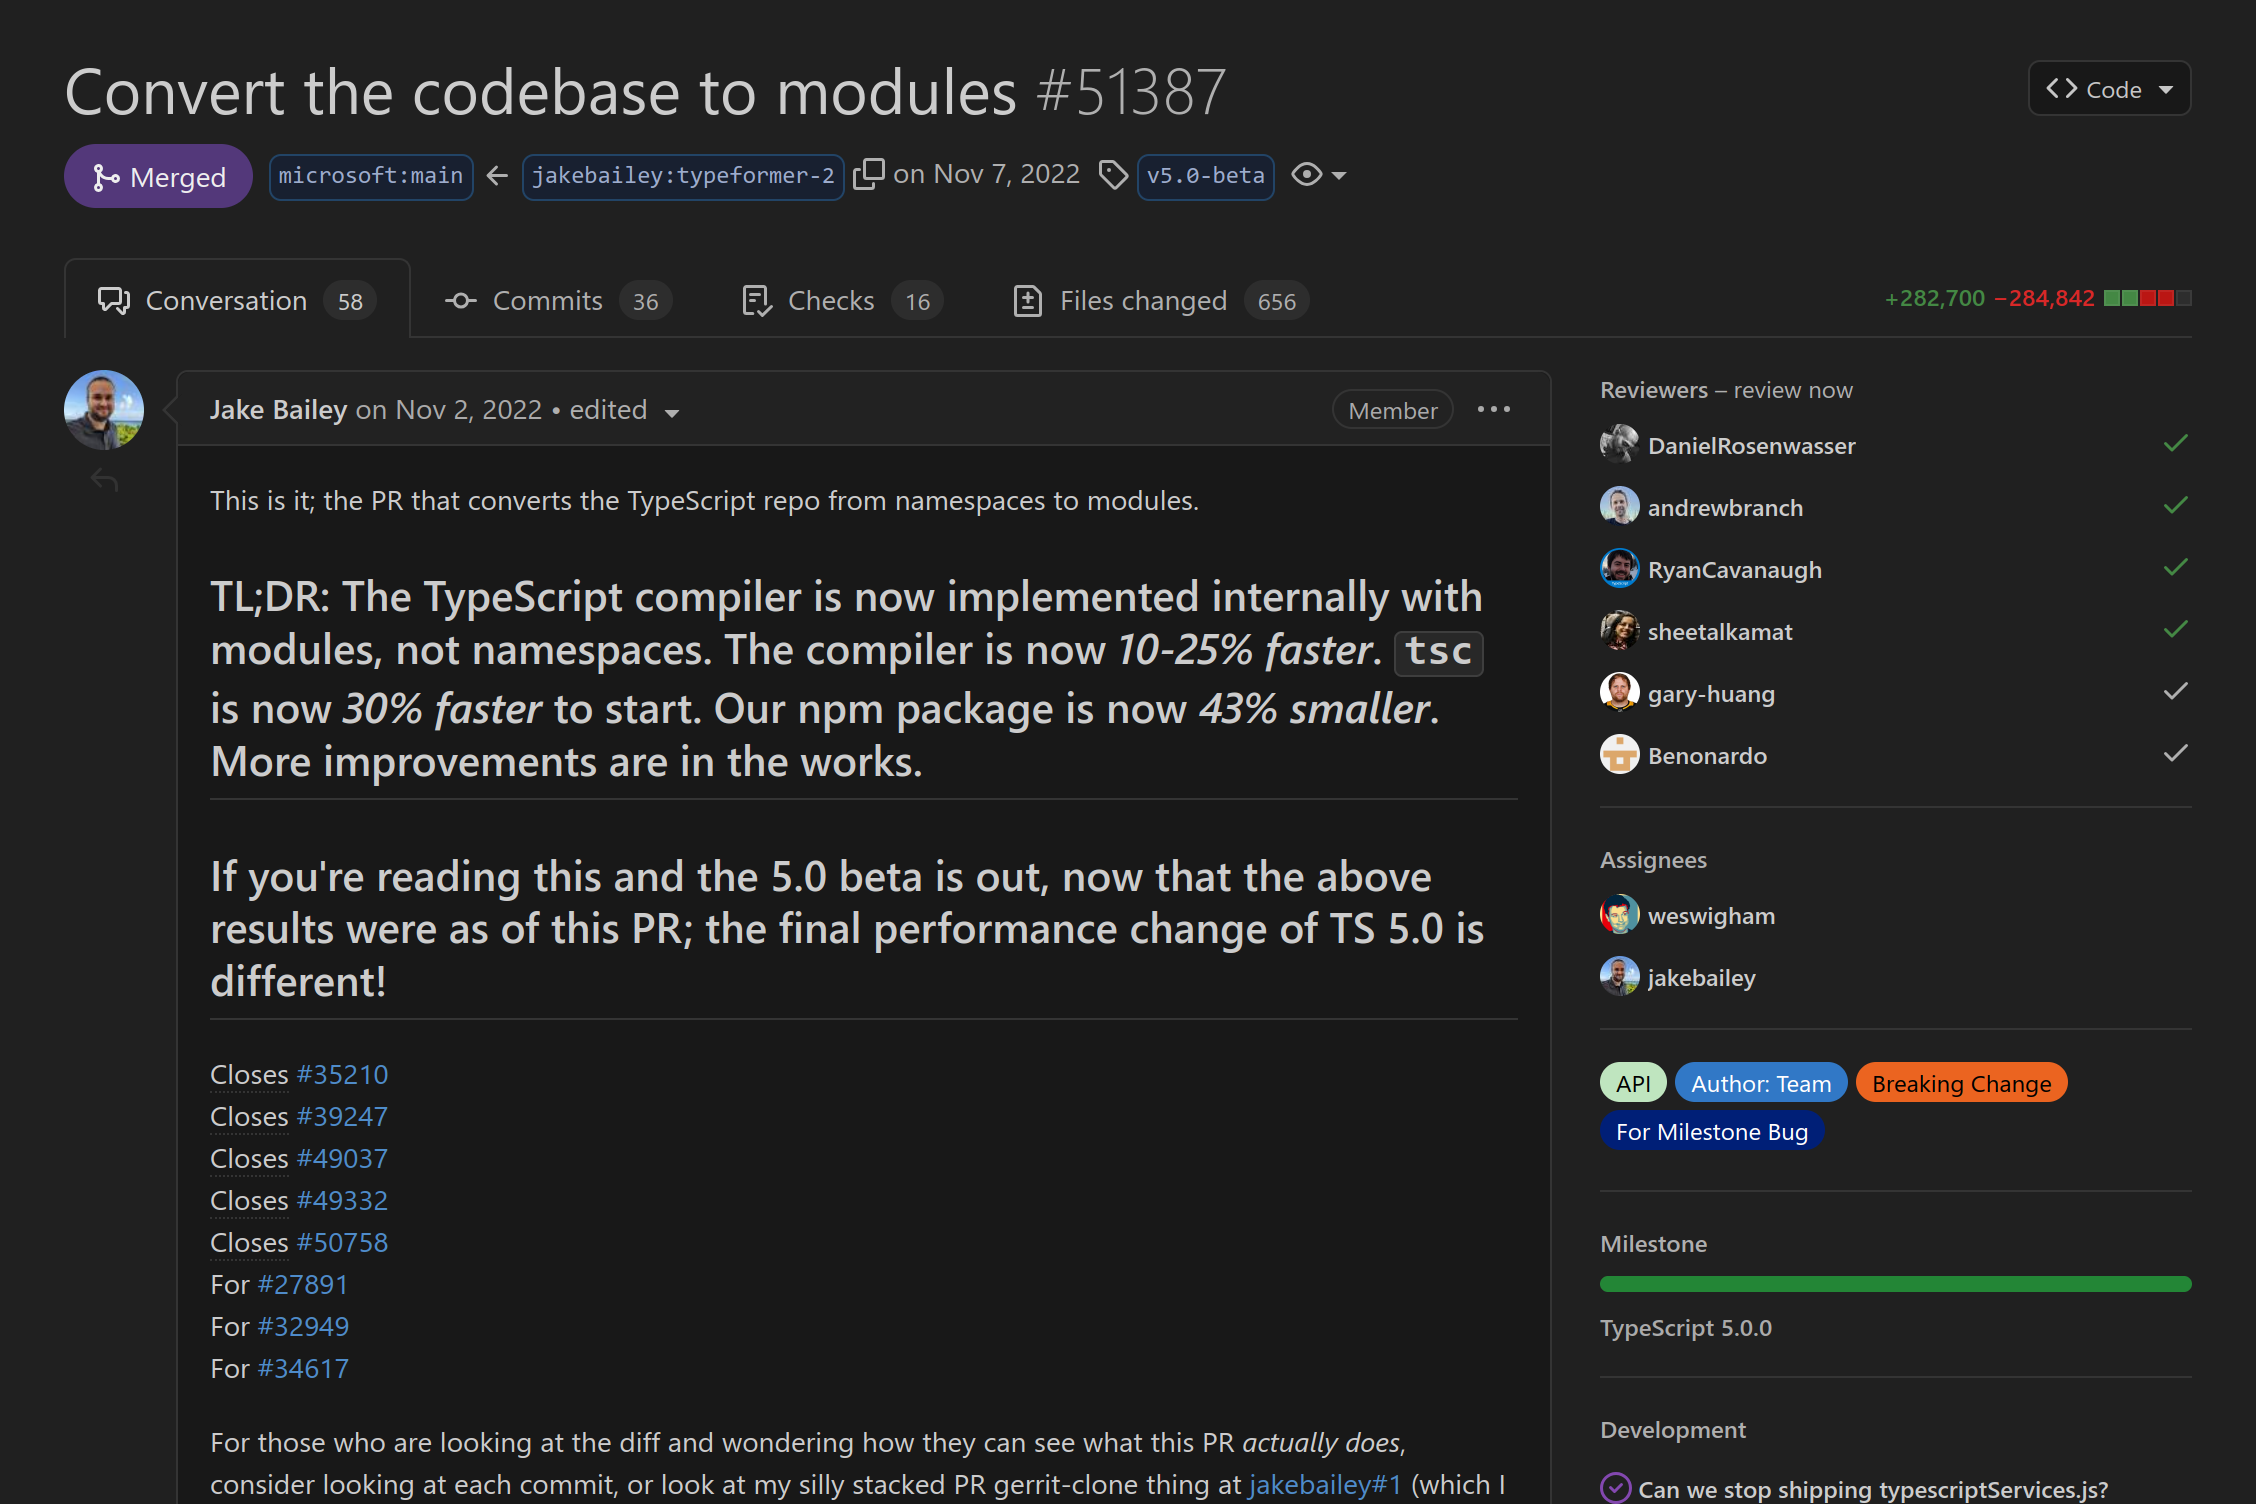 Convert the codebase to modules #51387
Code
Merged microsoft:main ← jakebailey:typeformer-2 on Nov 7, 2022 v5.0-beta
Conversation 58 Commits 36 Checks 16 Files changed 656 +282,700 −284,842
Jake Bailey on Nov 2, 2022 • edited Member
This is it; the PR that converts the TypeScript repo from namespaces to modules.
TL;DR: The TypeScript compiler is now implemented internally with
modules, not namespaces. The compiler is now 10-25% faster. tsc
is now 30% faster to start. Our npm package is now 43% smaller.
More improvements are in the works.
If you're reading this and the 5.0 beta is out, now that the above
results were as of this PR; the final performance change of TS 5.0 is
different!
Closes #35210
Closes #39247
Closes #49037
Closes #49332
Closes #50758
For #27891
For #32949
For #34617
For those who are looking at the diff and wondering how they can see what this PR actually does,
consider looking at each commit, or look at my silly stacked PR gerrit-clone thing at jakebailey#1 (which I
Reviewers – review now
DanielRosenwasser
andrewbranch
RyanCavanaugh
sheetalkamat
gary-huang
Benonardo
Assignees
weswigham
jakebailey
API Author: Team Breaking Change
For Milestone Bug
Milestone
TypeScript 5.0.0
Development
Can we stop shipping typescriptServices.js?